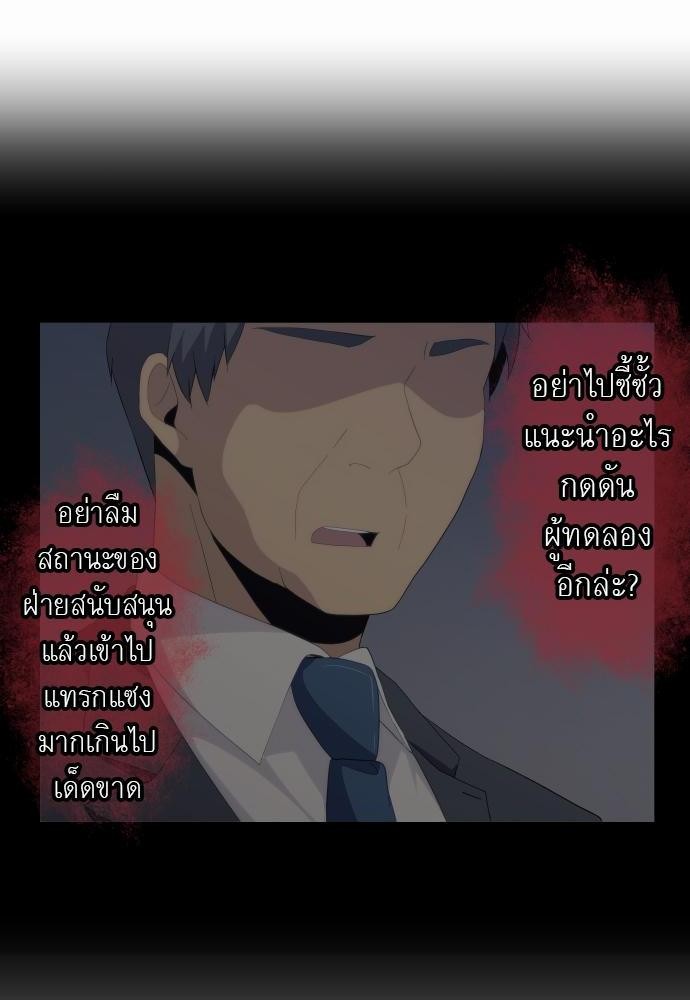 อย่าไปซี้ซั้ว
แนะนำอะไร
กดดัน
ผู้ทดลอง
อีกล่ะ?
อย่าลืม
สถานะของ
ฝ่ายสนับสนุน
แล้วเข้าไป
แทรกแซง
มากเกินไป
เด็ดขาด